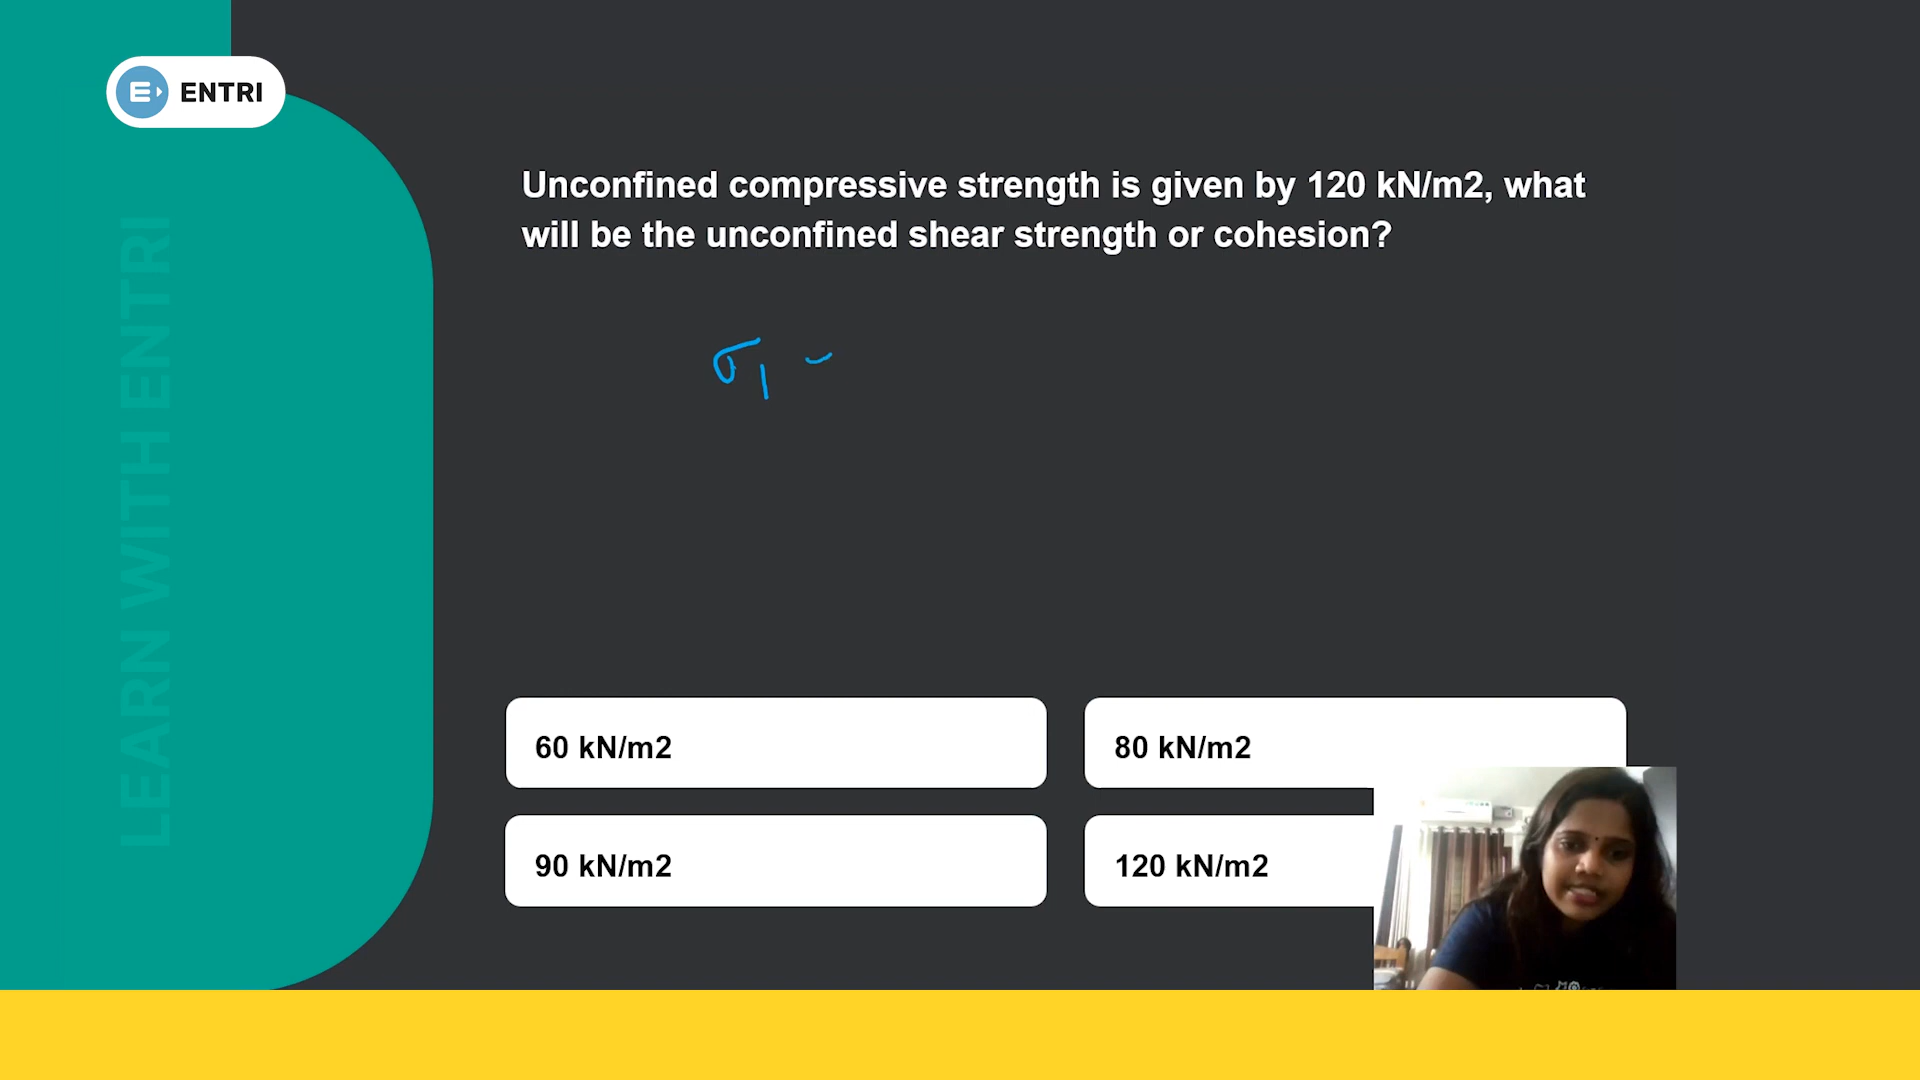 ENTRI
LEARN WITH ENTRI
Unconfined compressive strength is given by 120 kN/m2, what
will be the unconfined shear strength or cohesion?
σ1 =
60 kN/m2
80 kN/m2
90 kN/m2
120 kN/m2